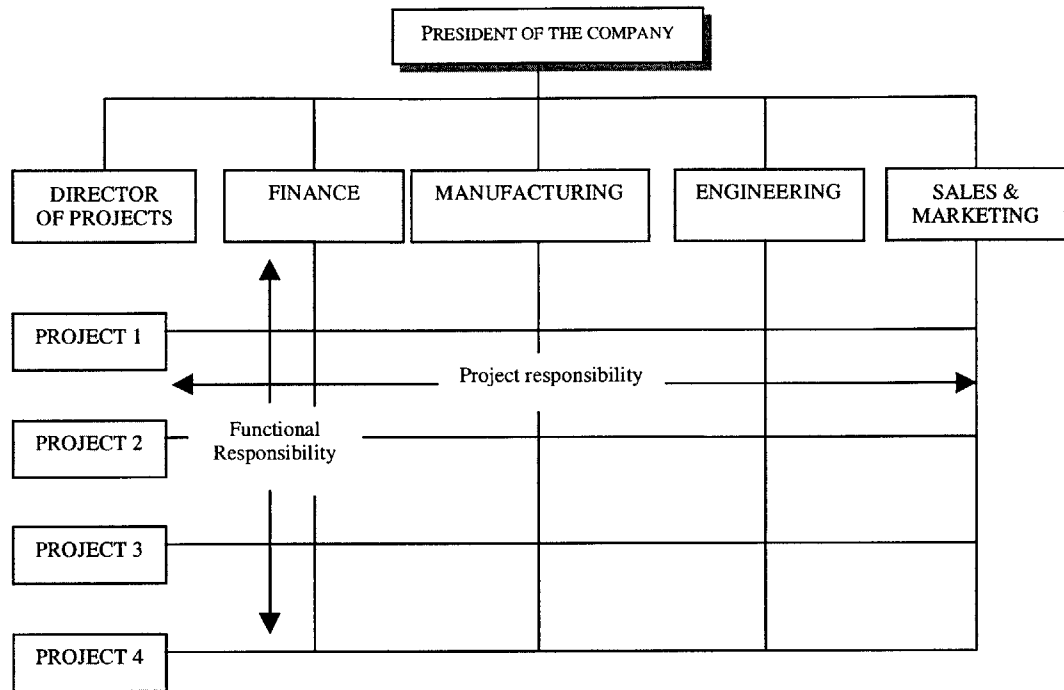 PRESIDENT OF THE COMPANY
DIRECTOR
OF PROJECTS
FINANCE
MANUFACTURING
ENGINEERING
SALES &
MARKETING
PROJECT 1
Project responsibility
PROJECT 2
Functional
Responsibility
PROJECT 3
PROJECT 4